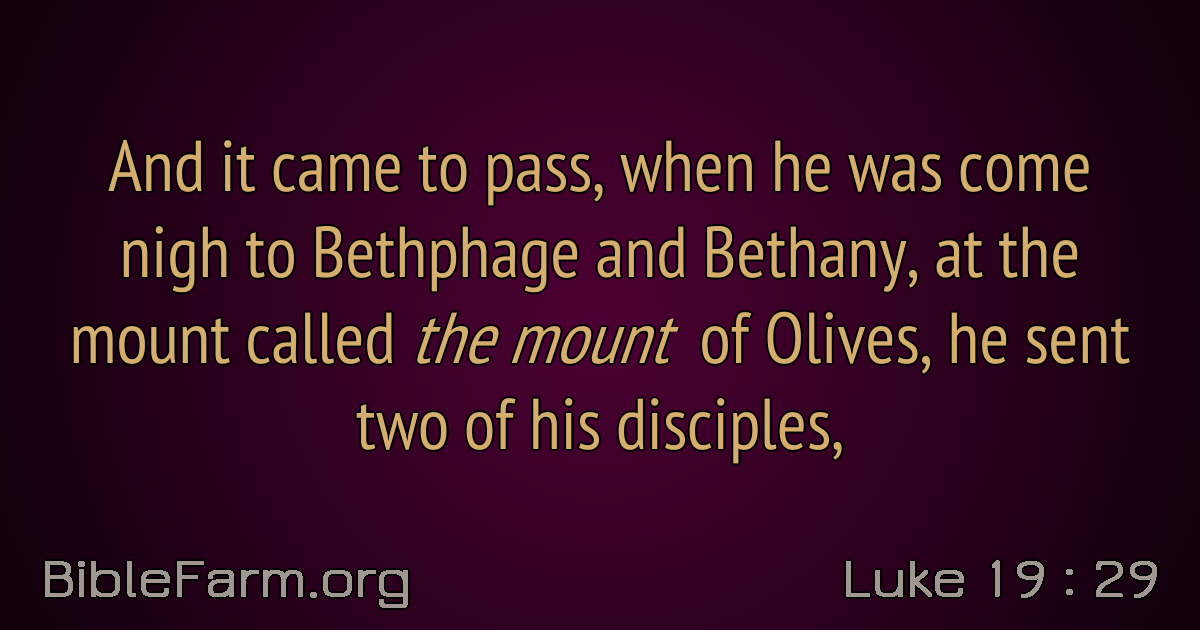 And it came to pass, when he was come
nigh to Bethphage and Bethany, at the
mount called the mount of Olives, he sent
two of his disciples,
BibleFarm.org
Luke 19 : 29